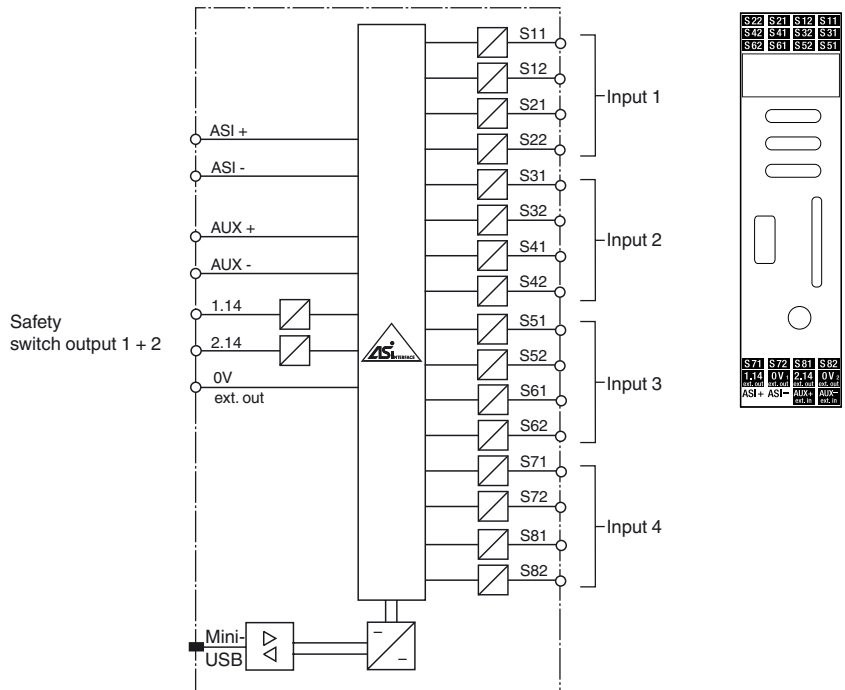 S11
S12
Input 1
S21
S22
ASI +
ASI -
S31
S32
Input 2
S41
S42
AUX +
AUX -
Safety
switch output 1 + 2
1.14
2.14
0V
ext. out
ASi INTERFACE
S51
S52
Input 3
S61
S62
S71
S72
Input 4
S81
S82
Mini-
USB
S22 S21 S12 S11
S42 S41 S32 S31
S62 S61 S52 S51
S71 S72 S81 S82
1.14 0V1 2.14 0V2
ext. out ext. out ext. out ext. out
ASI+ ASI- AUX+ AUX-
ext. in ext. in